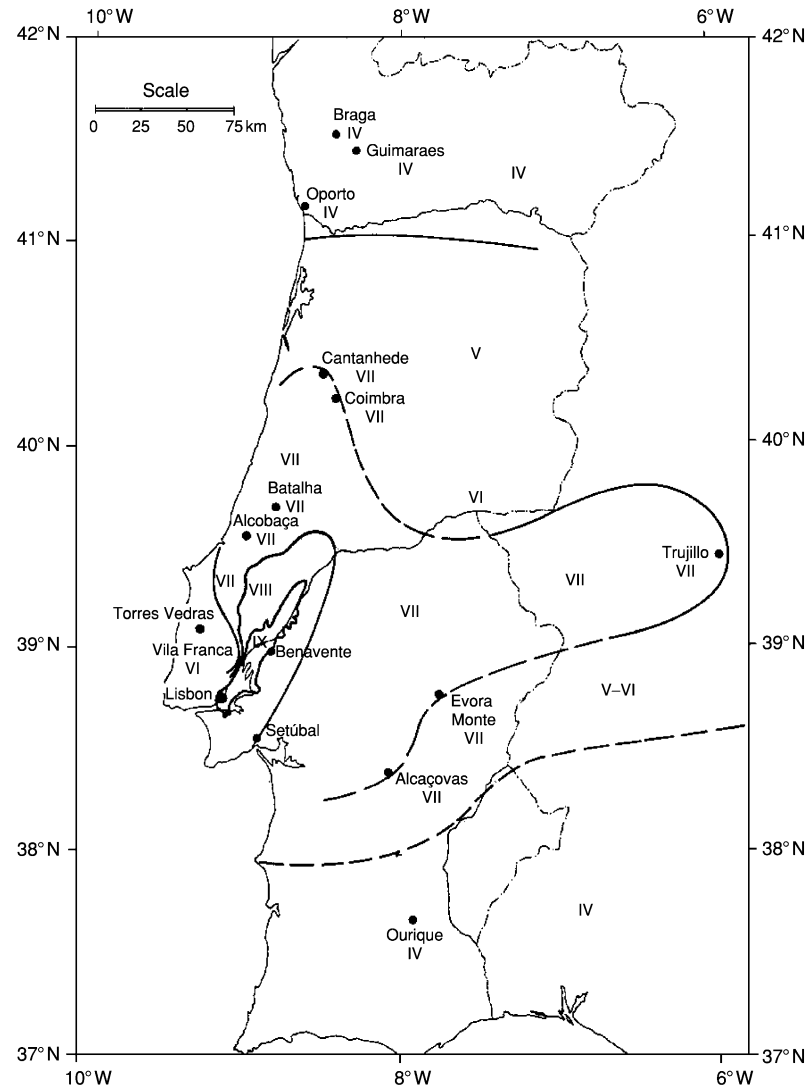 10°W 8°W 6°W
42°N 42°N
Scale
0 25 50 75 km
Braga
IV
Guimaraes
IV
IV
Oporto
IV
41°N 41°N
V
Cantanhede
VII
Coimbra
VII
40°N 40°N
VII
Batalha
VII
VI
Alcobaça
VII
Trujillo
VII
VII
VIII
VII
VII
Torres Vedras
39°N 39°N
IX
Vila Franca
VI
Benavente
Lisbon
V–VI
Evora
Monte
VII
Setúbal
Alcaçovas
VII
38°N 38°N
IV
Ourique
IV
37°N 37°N
10°W 8°W 6°W